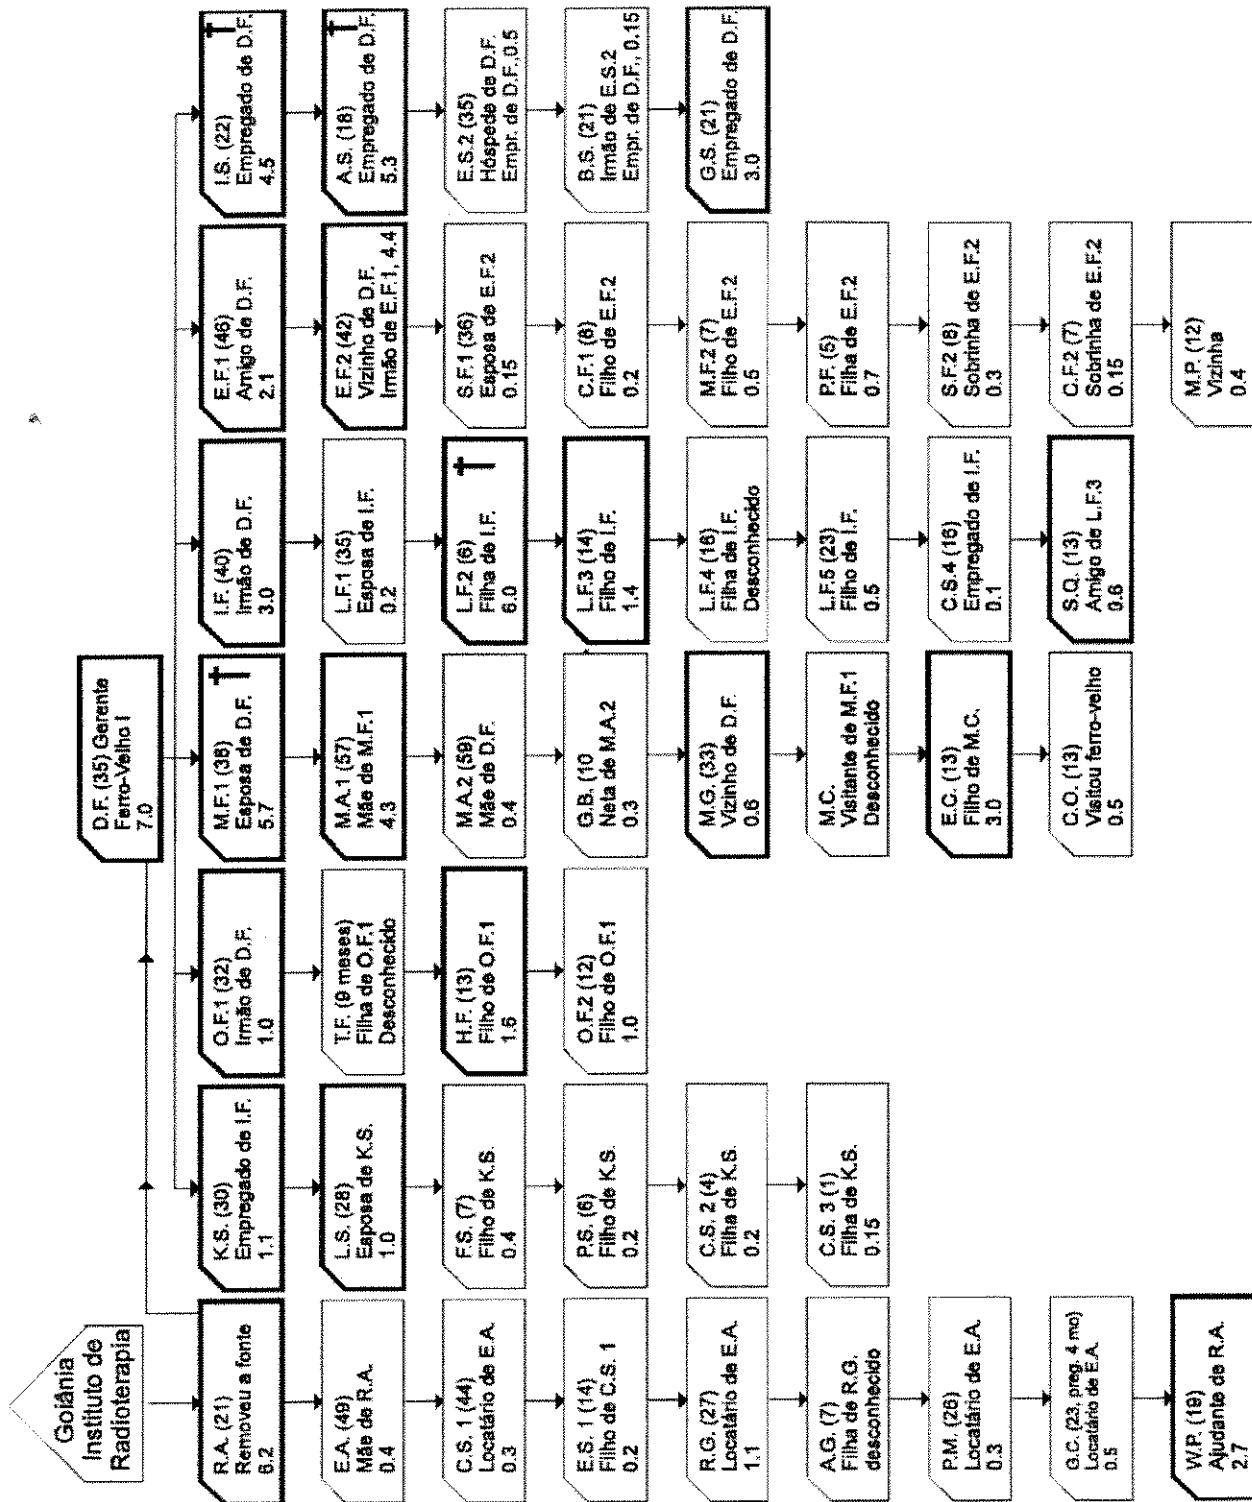 Goiânia
Instituto de
Radioterapia
D.F. (35) Gerente
Ferro-Velho I
7.0
R.A. (21)
Removeu a fonte
6.2
E.A. (49)
Mãe de R.A.
0.4
C.S. 1 (44)
Locatário de E.A.
0.3
E.S. 1 (14)
Filho de C.S. 1
0.2
R.G. (27)
Locatário de E.A.
1.1
A.G. (7)
Filha de R.G.
desconhecido
P.M. (26)
Locatário de E.A.
0.3
G.C. (23, preg. 4 mo)
Locatário de E.A.
0.5
W.P. (19)
Ajudante de R.A.
2.7
K.S. (30)
Empregado de I.F.
1.1
L.S. (28)
Esposa de K.S.
1.0
F.S. (7)
Filho de K.S.
0.4
P.S. (6)
Filho de K.S.
0.2
C.S. 2 (4)
Filha de K.S.
0.2
C.S. 3 (1)
Filha de K.S.
0.15
O.F.1 (32)
Irmão de D.F.
1.0
T.F. (9 meses)
Filha de O.F.1
Desconhecido
H.F. (13)
Filho de O.F.1
1.6
O.F.2 (12)
Filho de O.F.1
1.0
M.F.1 (38)
Esposa de D.F.
5.7
M.A.1 (57)
Mãe de M.F.1
4.3
M.A.2 (59)
Mãe de D.F.
0.4
G.B. (10
Neta de M.A.2
0.3
M.G. (33)
Vizinho de D.F.
0.6
M.C.
Visitante de M.F.1
Desconhecido
E.C. (13)
Filho de M.C.
3.0
C.O. (13)
Visitou ferro-velho
0.5
I.F. (40)
Irmão de D.F.
3.0
L.F.1 (35)
Esposa de I.F.
0.2
L.F.2 (6)
Filha de I.F.
6.0
L.F.3 (14)
Filho de I.F.
1.4
L.F.4 (16)
Filha de I.F.
Desconhecido
L.F.5 (23)
Filho de I.F.
0.5
C.S.4 (16)
Empregado de I.F.
0.1
S.Q. (13)
Amigo de L.F.3
0.6
E.F.1 (46)
Amigo de D.F.
2.1
E.F.2 (42)
Vizinho de D.F.
Irmão de E.F.1, 4.4
S.F.1 (36)
Esposa de E.F.2
0.15
C.F.1 (6)
Filho de E.F.2
0.2
M.F.2 (7)
Filho de E.F.2
0.5
P.F. (5)
Filha de E.F.2
0.7
S.F.2 (8)
Sobrinha de E.F.2
0.3
C.F.2 (7)
Sobrinha de E.F.2
0.15
M.P. (12)
Vizinha
0.4
I.S. (22)
Empregado de D.F.
4.5
A.S. (18)
Empregado de D.F.
5.3
E.S.2 (35)
Hóspede de D.F.
Empr. de D.F.,0.5
B.S. (21)
Irmão de E.S.2
Empr. de D.F., 0.15
G.S. (21)
Empregado de D.F.
3.0